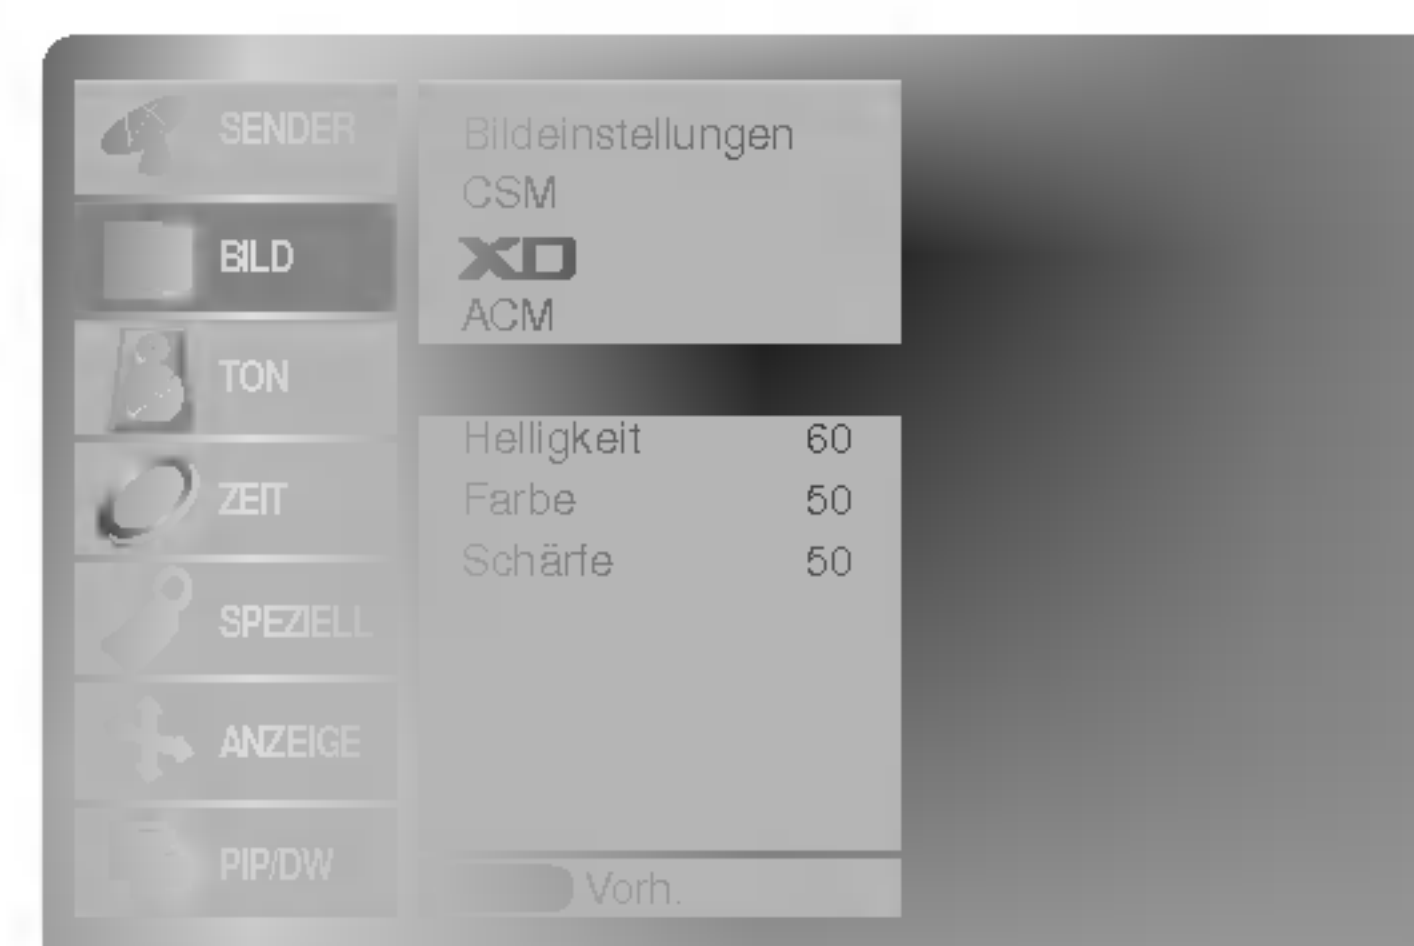 SENDER
BILD
TON
ZEIT
SPEZIELL
ANZEIGE
PIP/DW
Bildeinstellungen
CSM
XD
ACM
Helligkeit 60
Farbe 50
Schärfe 50
Vorh.